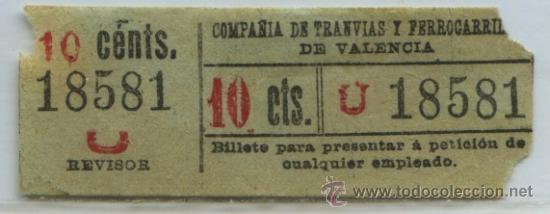 10 cénts.
18581
U
REVISOR
COMPAÑIA DE TRANVIAS Y FERROCARRIL
DE VALENCIA
10 cts. U 18581
Billete para presentar á petición de
cualquier empleado.
todocoleccion.net